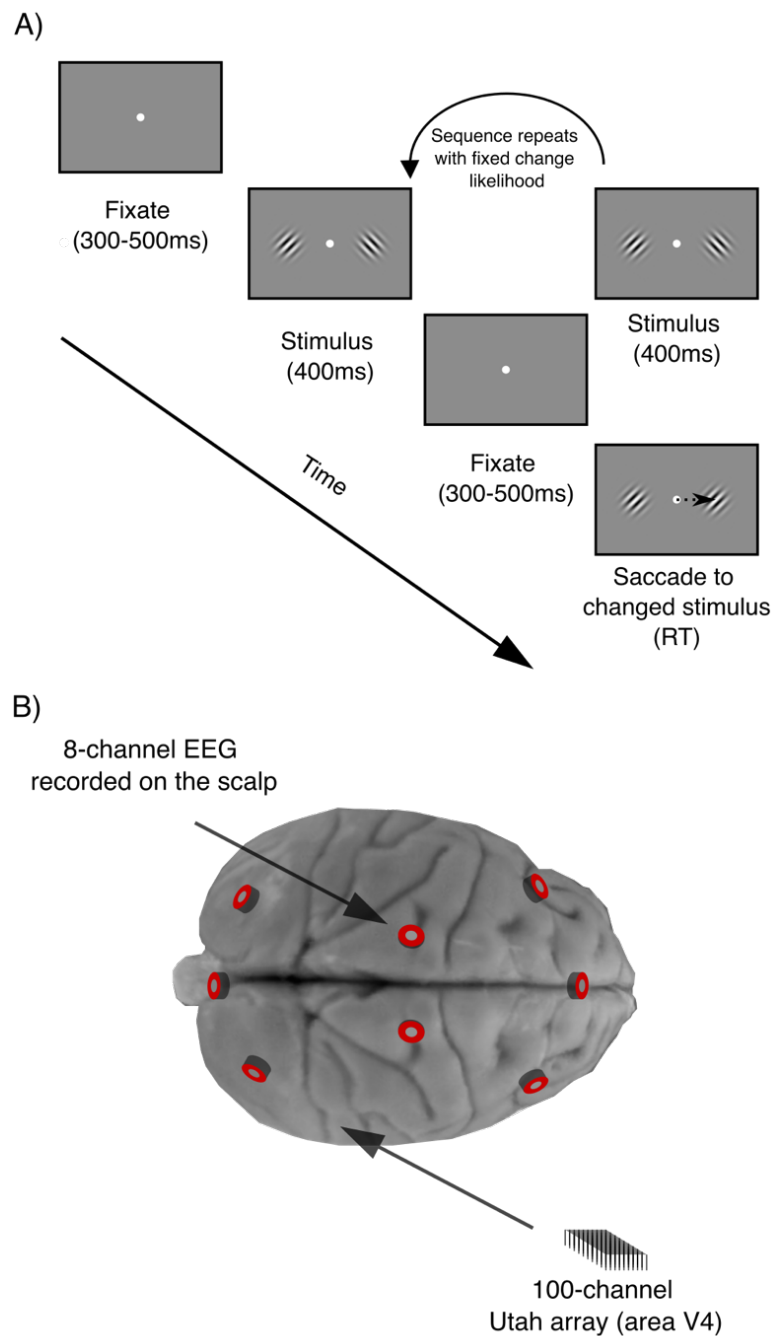 A)
Sequence repeats
with fixed change
likelihood
Fixate
(300-500ms)
Stimulus
(400ms)
Stimulus
(400ms)
Fixate
(300-500ms)
Time
Saccade to
changed stimulus
(RT)
B)
8-channel EEG
recorded on the scalp
100-channel
Utah array (area V4)